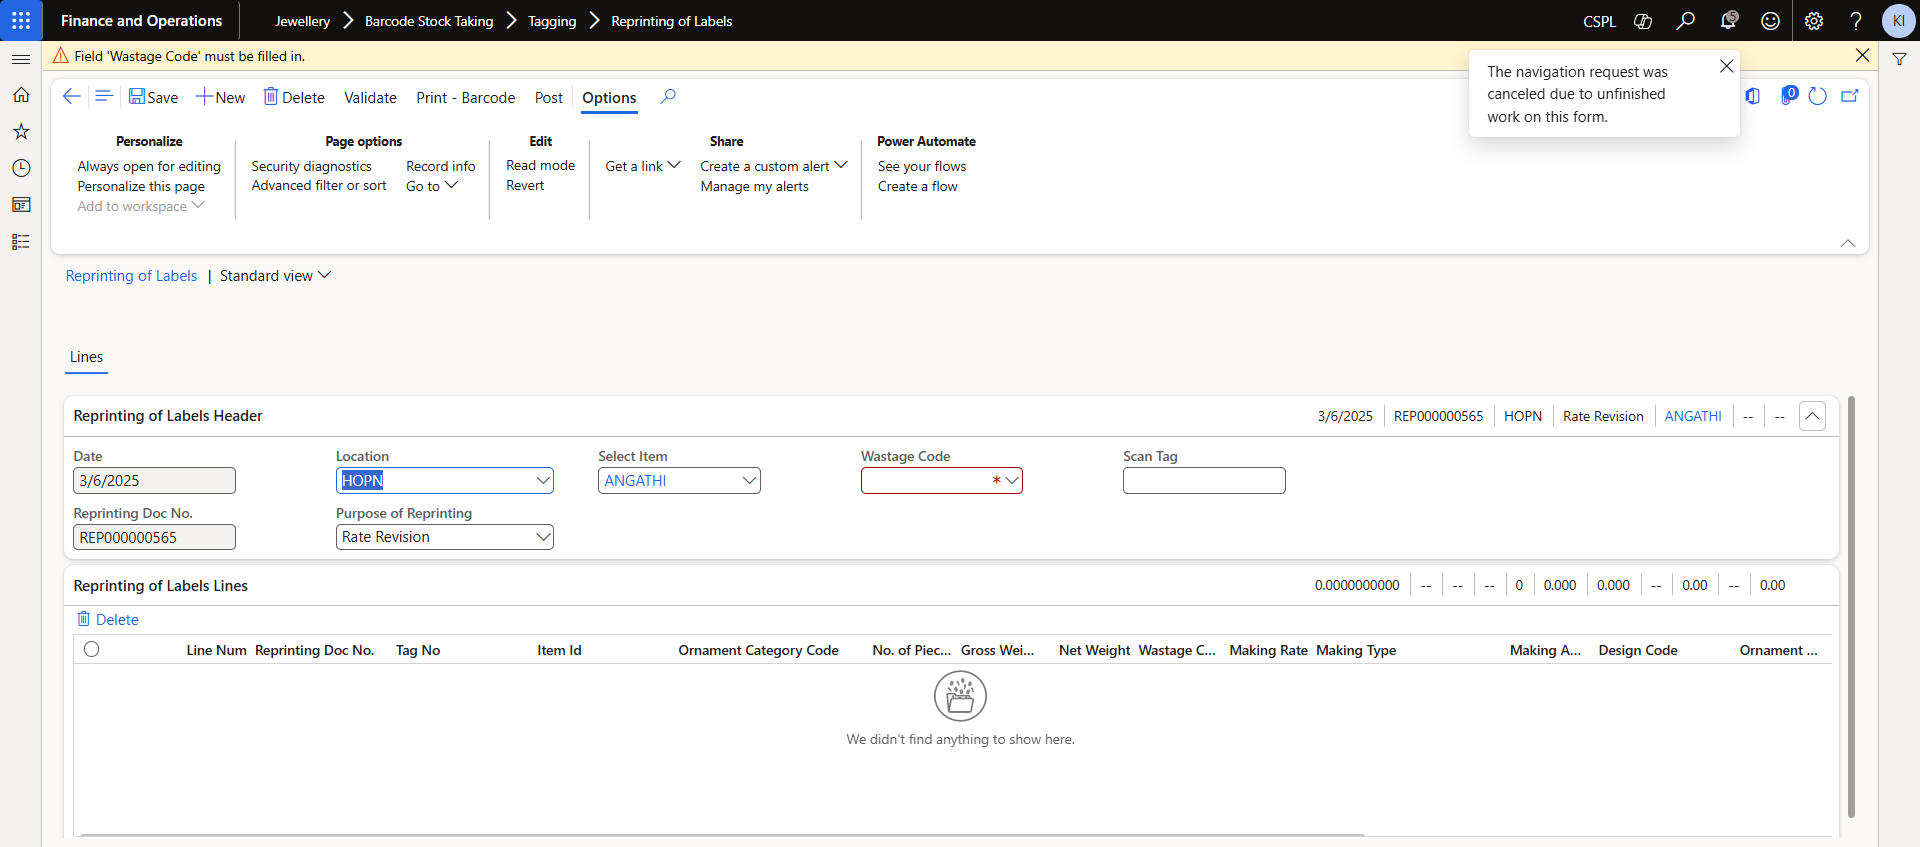 Finance and Operations
Jewellery > Barcode Stock Taking > Tagging > Reprinting of Labels
CSPL
5
KI
Field 'Wastage Code' must be filled in.
The navigation request was
canceled due to unfinished
work on this form.
Save New Delete Validate Print - Barcode Post Options
0
Personalize
Always open for editing
Personalize this page
Add to workspace
Page options
Security diagnostics
Advanced filter or sort
Record info
Go to
Edit
Read mode
Revert
Share
Get a link
Create a custom alert
Manage my alerts
Power Automate
See your flows
Create a flow
Reprinting of Labels | Standard view
Lines
Reprinting of Labels Header
3/6/2025 REP000000565 HOPN Rate Revision ANGATHI -- --
Date
3/6/2025
Reprinting Doc No.
REP000000565
Location
HOPN
Purpose of Reprinting
Rate Revision
Select Item
ANGATHI
Wastage Code
*
Scan Tag
Reprinting of Labels Lines
0.0000000000 -- -- -- 0 0.000 0.000 -- 0.00 -- 0.00
Delete
Line Num Reprinting Doc No. Tag No Item Id Ornament Category Code No. of Piec... Gross Wei... Net Weight Wastage C... Making Rate Making Type Making A... Design Code Ornament ...
We didn't find anything to show here.